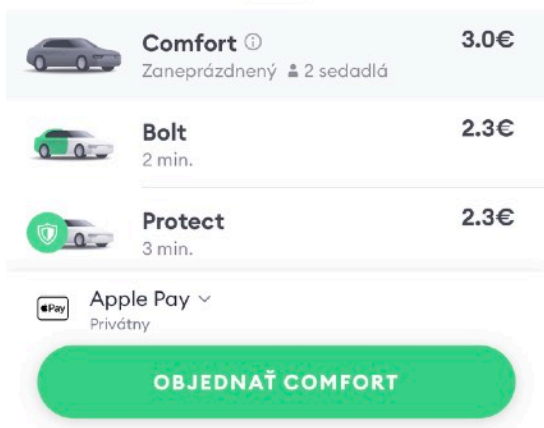 Comfort 3.0€
Zaneprázdnený 2 sedadlá
Bolt 2.3€
2 min.
Protect 2.3€
3 min.
Pay Apple Pay
Privátny
OBJEDNAŤ COMFORT